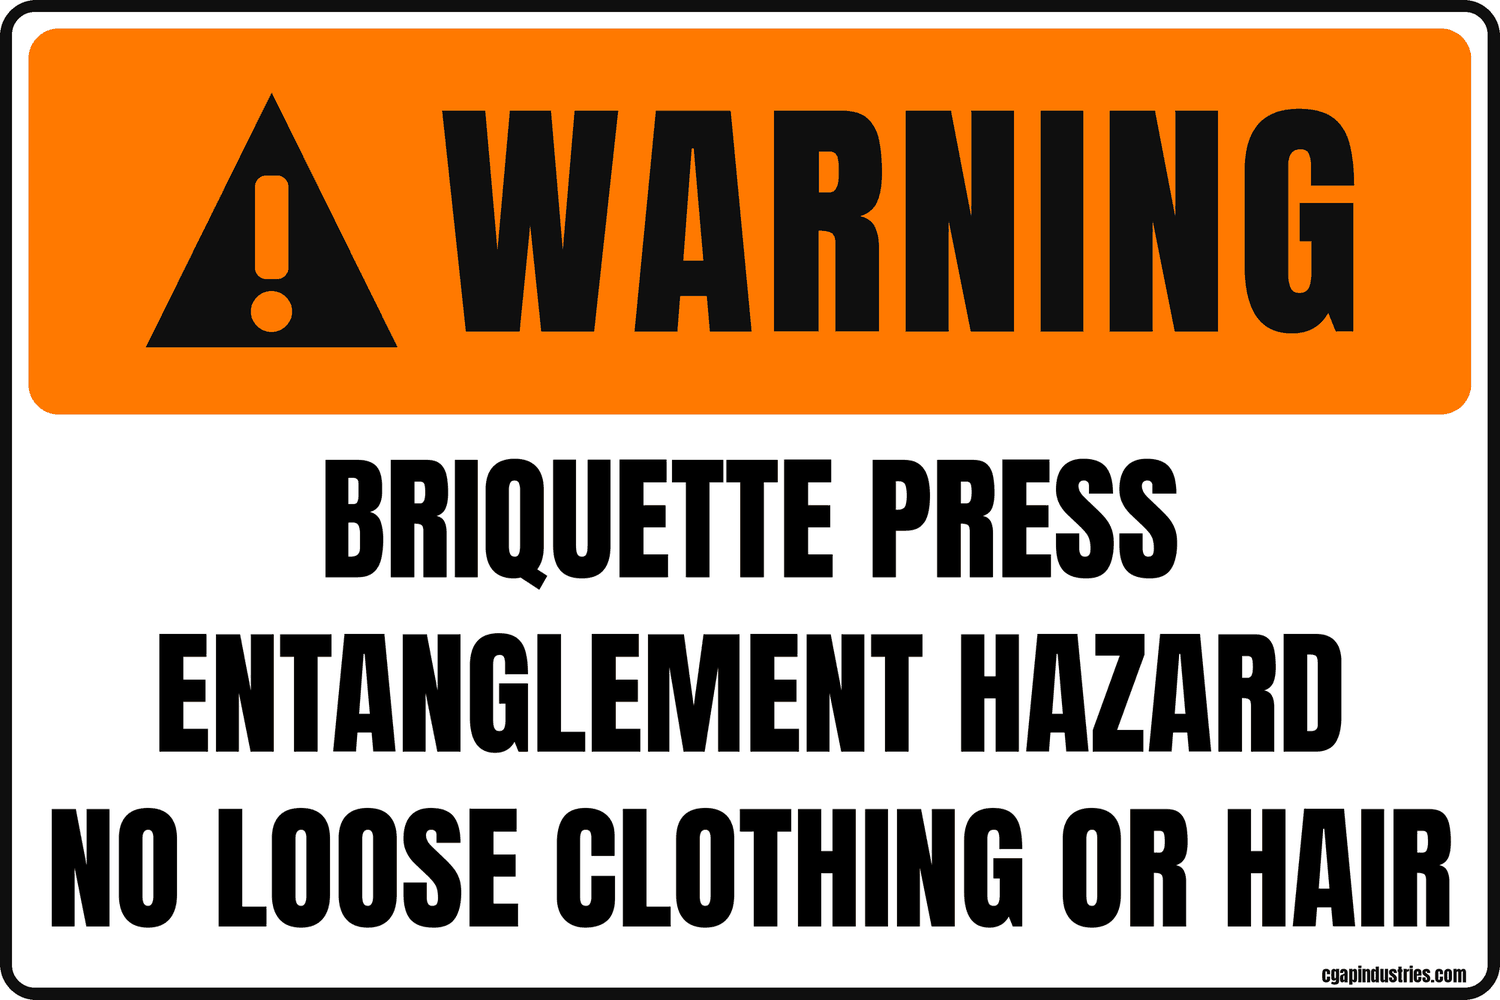 WARNING
BRIQUETTE PRESS
ENTANGLEMENT HAZARD
NO LOOSE CLOTHING OR HAIR
cgapindustries.com